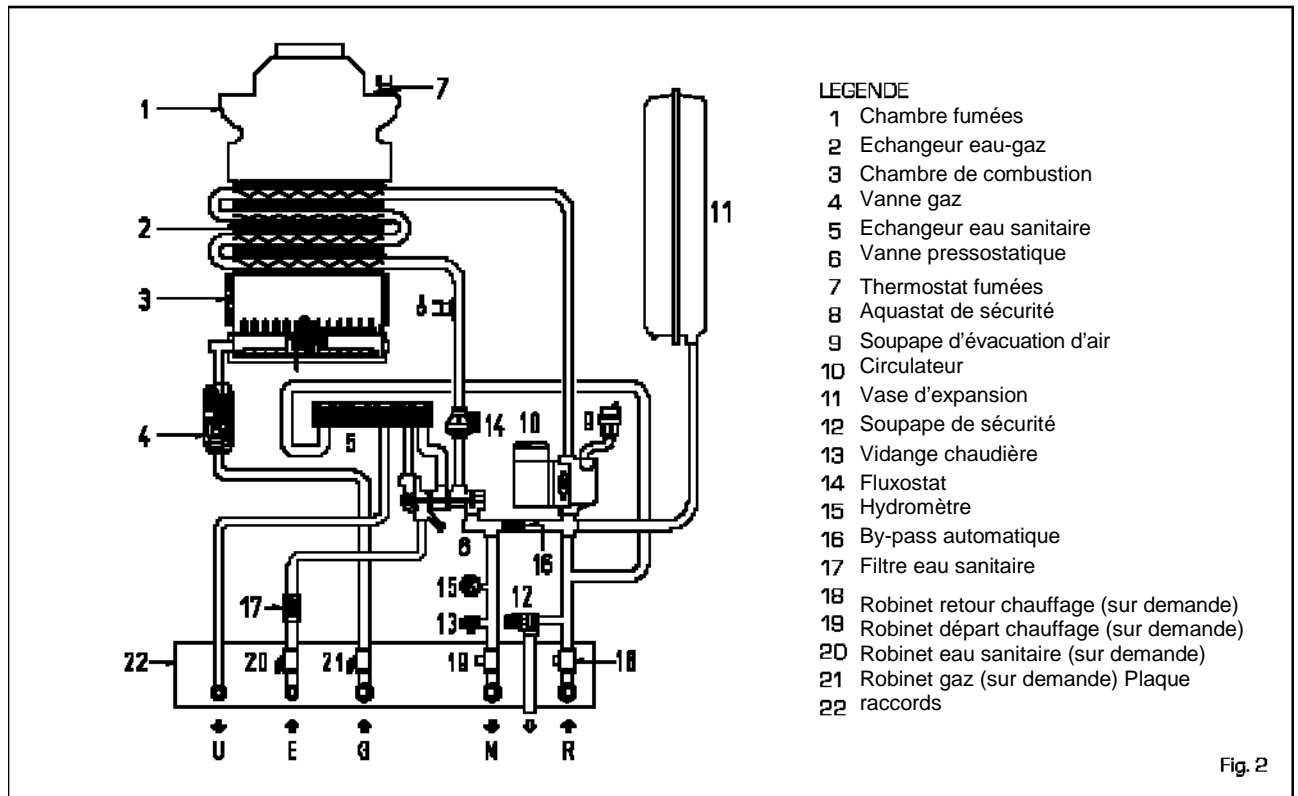 1
7
2
3
4
5
6
14
10
9
11
6
16
15
13
12
17
22
20
21
19
18
U E G M R
LEGENDE
1 Chambre fumées
2 Echangeur eau-gaz
3 Chambre de combustion
4 Vanne gaz
5 Echangeur eau sanitaire
6 Vanne pressostatique
7 Thermostat fumées
8 Aquastat de sécurité
9 Soupape d'évacuation d'air
10 Circulateur
11 Vase d'expansion
12 Soupape de sécurité
13 Vidange chaudière
14 Fluxostat
15 Hydromètre
16 By-pass automatique
17 Filtre eau sanitaire
18 Robinet retour chauffage (sur demande)
19 Robinet départ chauffage (sur demande)
20 Robinet eau sanitaire (sur demande)
21 Robinet gaz (sur demande) Plaque
22 raccords
Fig. 2